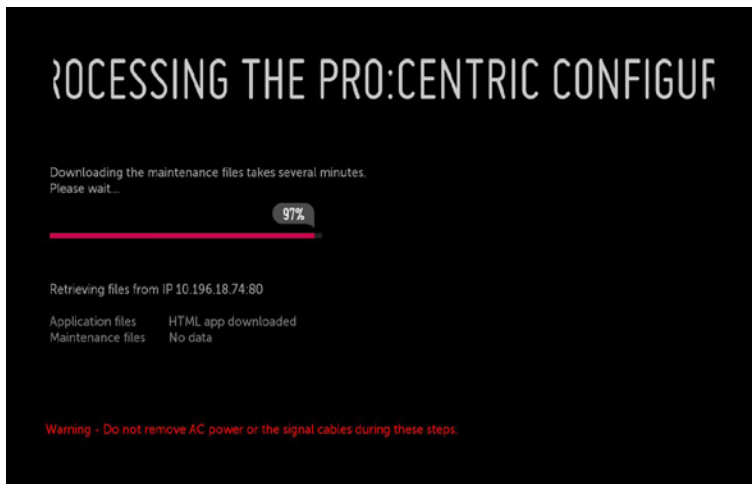 ROCESSING THE PRO:CENTRIC CONFIGUR
Downloading the maintenance files takes several minutes.
Please wait...
97%
Retrieving files from IP 10.196.18.74:80
Application files HTML app downloaded
Maintenance files No data
Warning - Do not remove AC power or the signal cables during these steps.